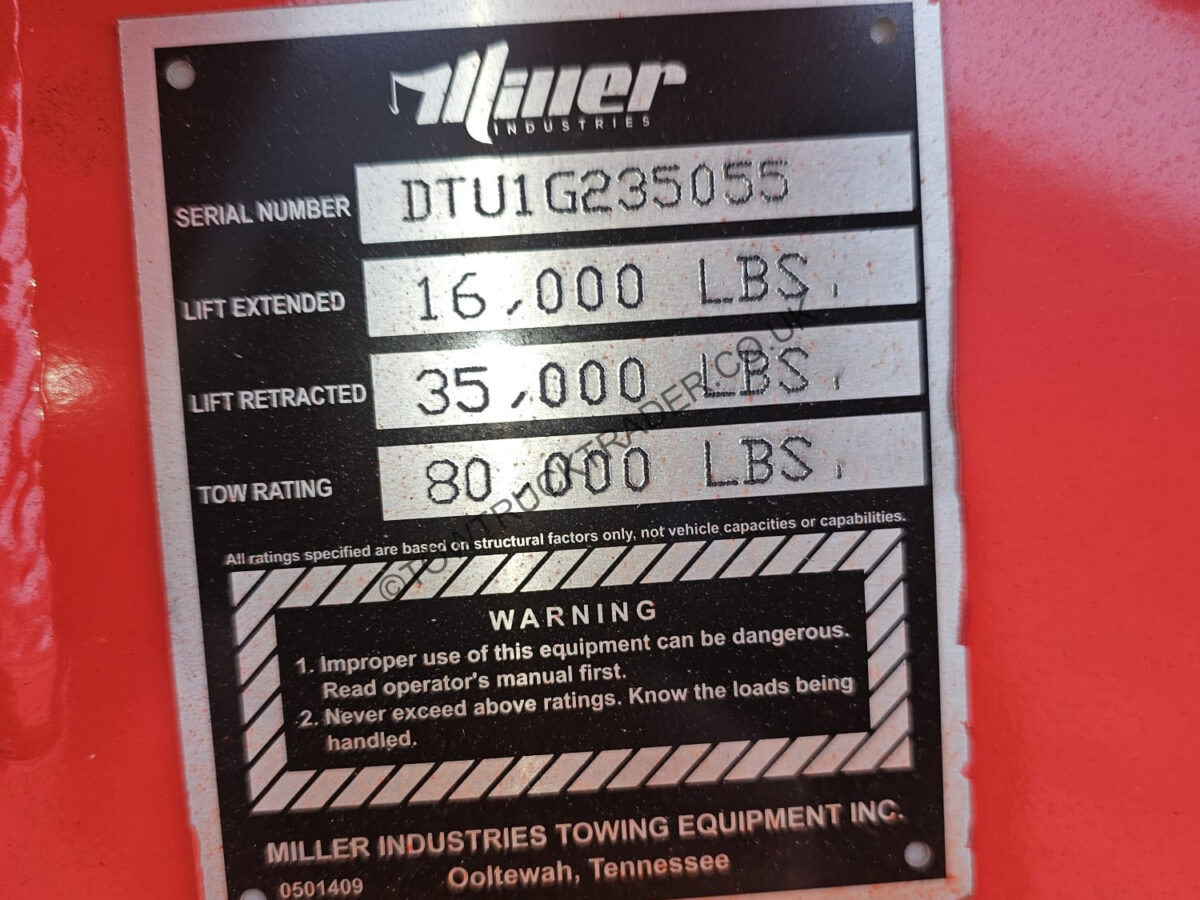 Miller
INDUSTRIES
SERIAL NUMBER DTU1G235055
LIFT EXTENDED 16,000 LBS.
LIFT RETRACTED 35,000 LBS.
TOW RATING 80,000 LBS.
All ratings specified are based on structural factors only, not vehicle capacities or capabilities.
©TOWTRUCKTRADER.CO.UK
WARNING
1. Improper use of this equipment can be dangerous.
Read operator's manual first.
2. Never exceed above ratings. Know the loads being
handled.
MILLER INDUSTRIES TOWING EQUIPMENT INC.
Ooltewah, Tennessee
0501409